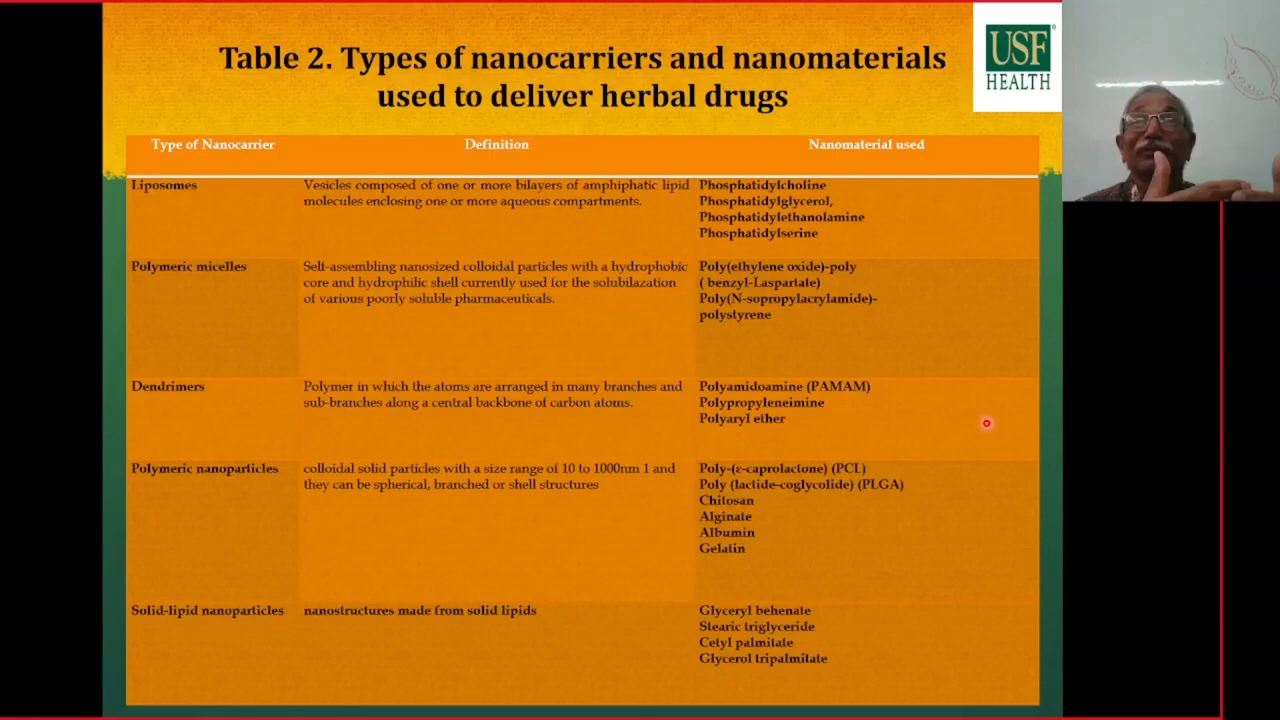 Table 2. Types of nanocarriers and nanomaterials
used to deliver herbal drugs
USF
HEALTH
Type of Nanocarrier
Definition
Nanomaterial used
Liposomes
Vesicles composed of one or more bilayers of amphiphatic lipid
molecules enclosing one or more aqueous compartments.
Phosphatidylcholine
Phosphatidylglycerol,
Phosphatidylethanolamine
Phosphatidylserine
Polymeric micelles
Self-assembling nanosized colloidal particles with a hydrophobic
core and hydrophilic shell currently used for the solubilazation
of various poorly soluble pharmaceuticals.
Poly(ethylene oxide)-poly
( benzyl-Laspartate)
Poly(N-sopropylacrylamide)-
polystyrene
Dendrimers
Polymer in which the atoms are arranged in many branches and
sub-branches along a central backbone of carbon atoms.
Polyamidoamine (PAMAM)
Polypropyleneimine
Polyaryl ether
Polymeric nanoparticles
colloidal solid particles with a size range of 10 to 1000nm 1 and
they can be spherical, branched or shell structures
Poly-(ε-caprolactone) (PCL)
Poly (lactide-coglycolide) (PLGA)
Chitosan
Alginate
Albumin
Gelatin
Solid-lipid nanoparticles
nanostructures made from solid lipids
Glyceryl behenate
Stearic triglyceride
Cetyl palmitate
Glycerol tripalmitate